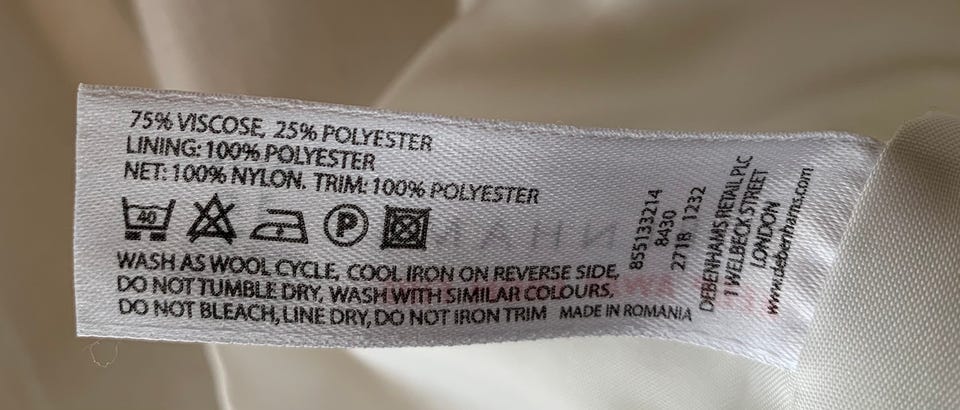 75% VISCOSE, 25% POLYESTER
LINING: 100% POLYESTER
NET: 100% NYLON. TRIM: 100% POLYESTER
40
P
WASH AS WOOL CYCLE, COOL IRON ON REVERSE SIDE,
DO NOT TUMBLE DRY, WASH WITH SIMILAR COLOURS,
DO NOT BLEACH, LINE DRY, DO NOT IRON TRIM MADE IN ROMANIA
855133214
8430
271B 1232
DEBENHAMS RETAIL PLC
1 WELBECK STREET
LONDON
www.debenhams.com